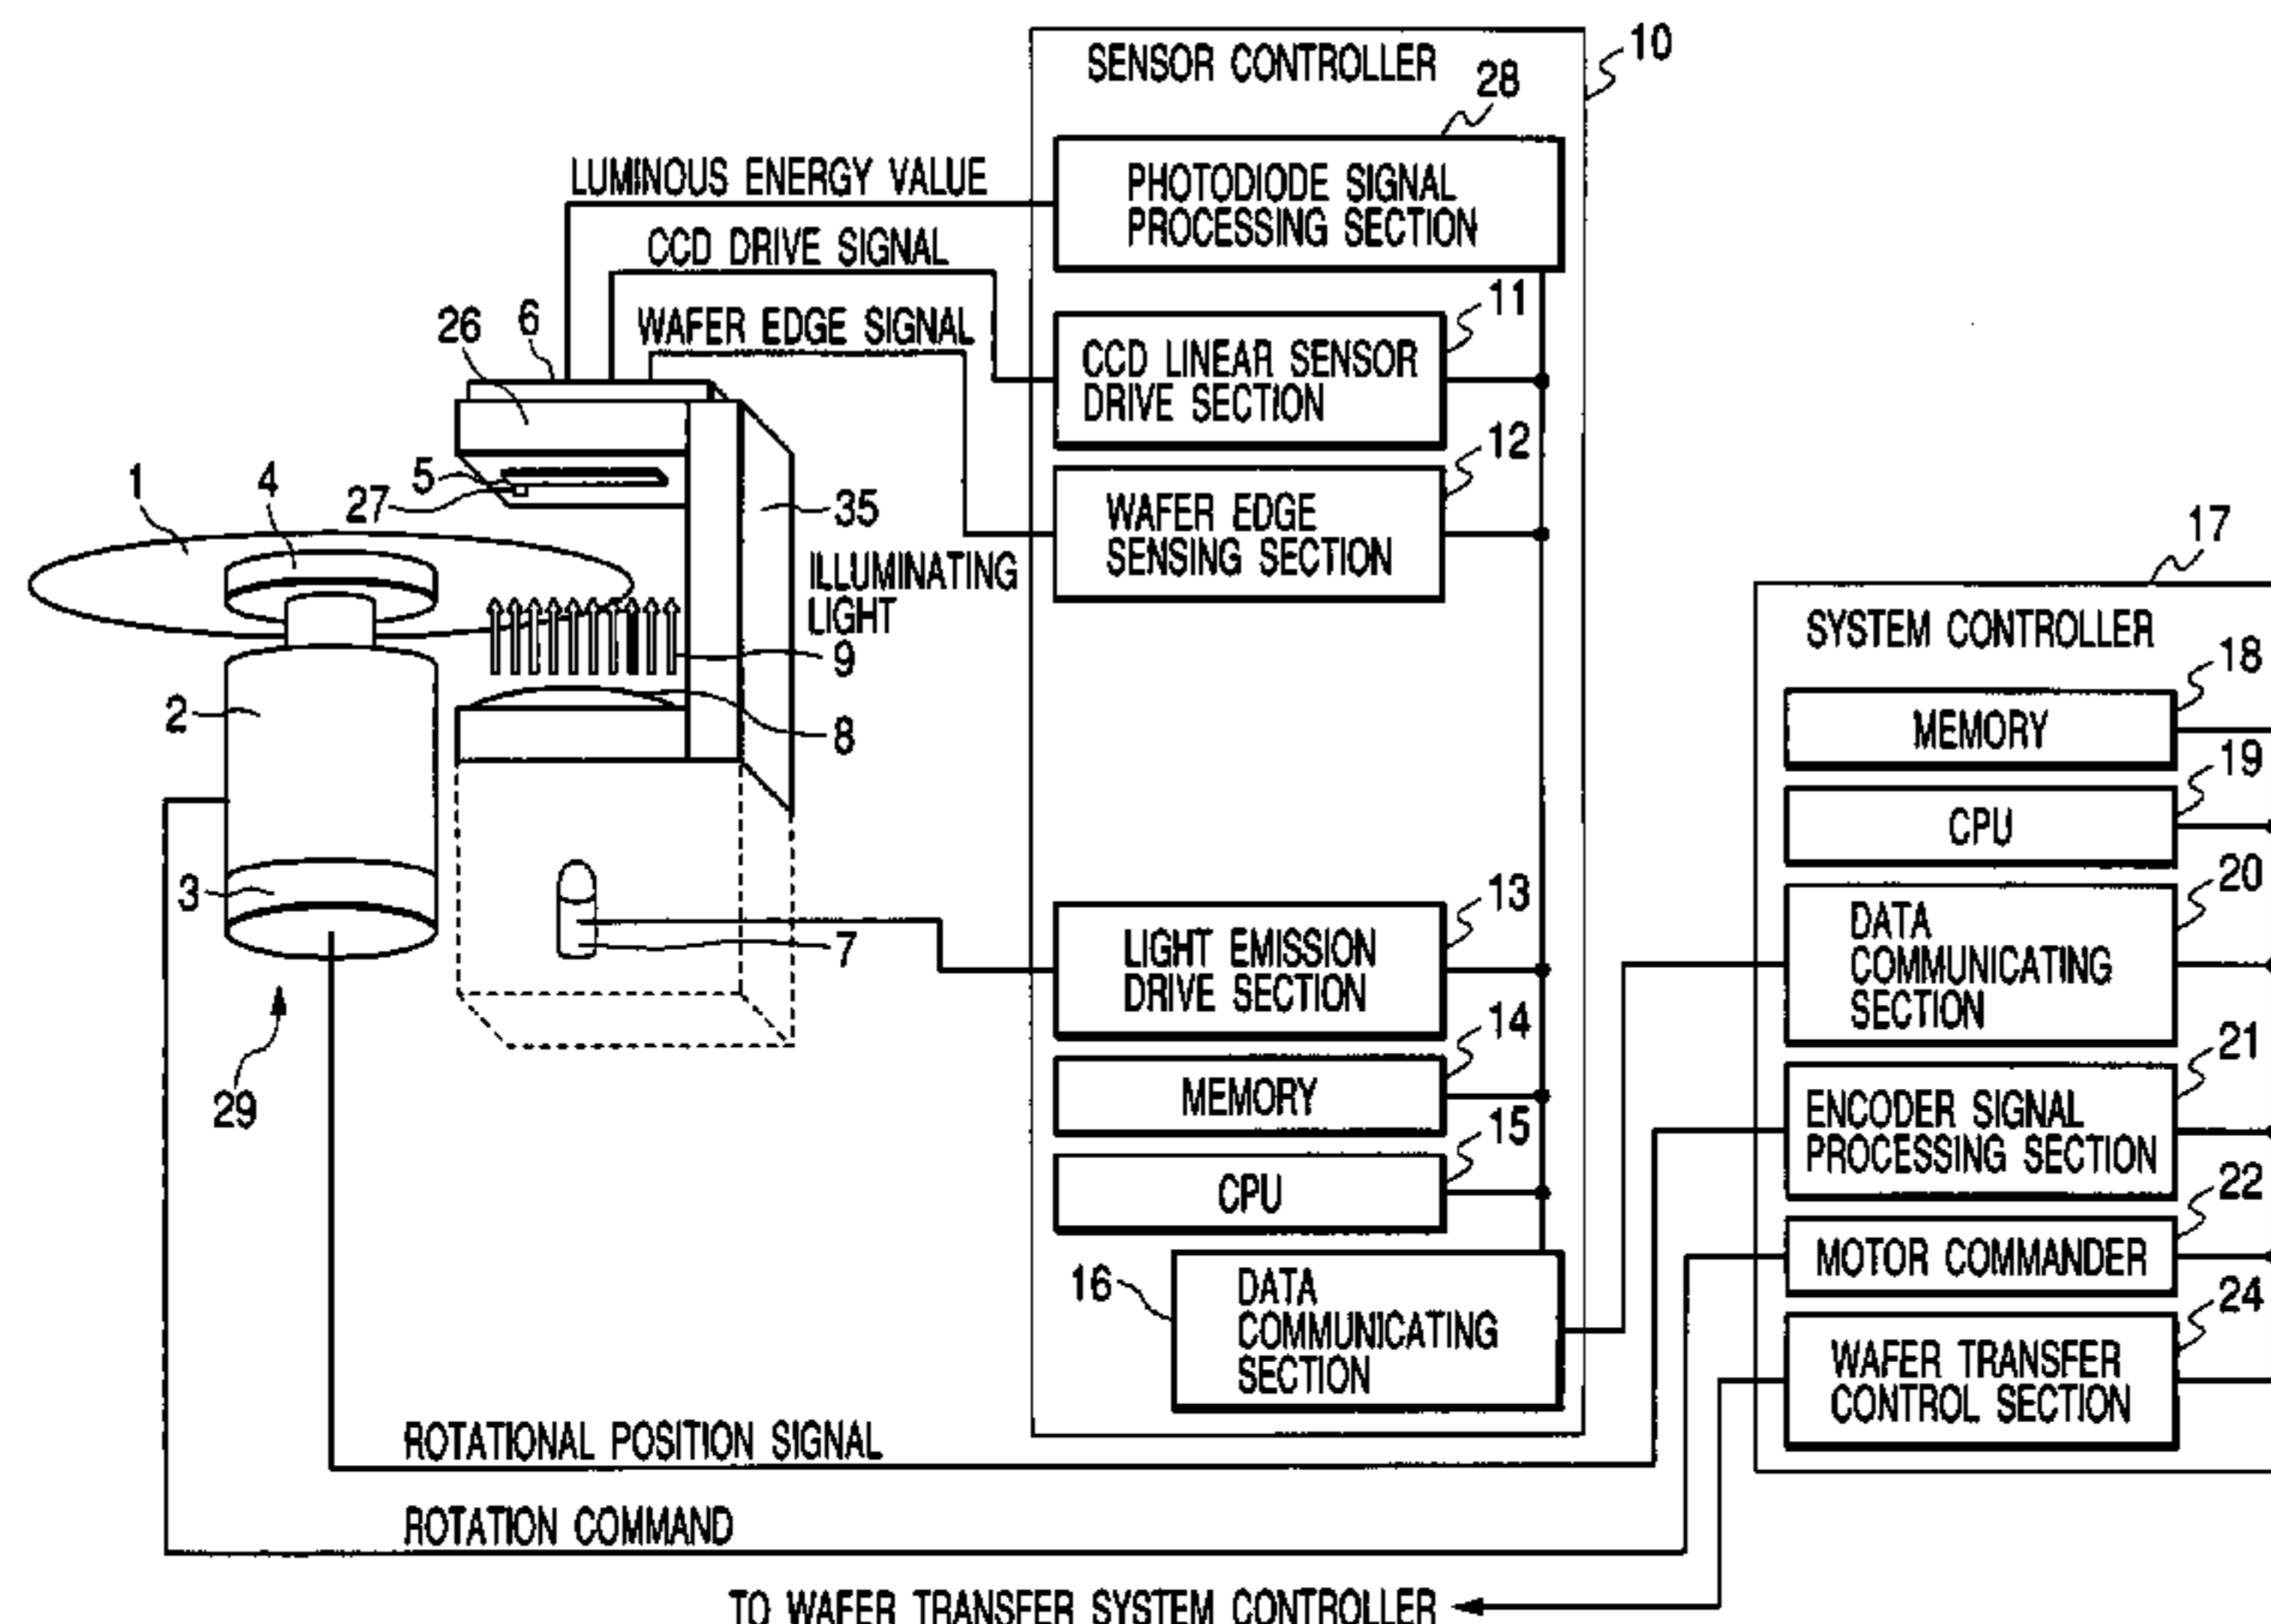 SENSOR CONTROLLER
10
28
PHOTODIODE SIGNAL
PROCESSING SECTION
LUMINOUS ENERGY VALUE
CCD DRIVE SIGNAL
WAFER EDGE SIGNAL
26
6
11
CCD LINEAR SENSOR
DRIVE SECTION
12
WAFER EDGE
SENSING SECTION
1
4
5
27
35
ILLUMINATING
LIGHT
9
8
2
3
7
29
13
LIGHT EMISSION
DRIVE SECTION
14
MEMORY
15
CPU
16
DATA
COMMUNICATING
SECTION
17
SYSTEM CONTROLLER
18
MEMORY
19
CPU
20
DATA
COMMUNICATING
SECTION
21
ENCODER SIGNAL
PROCESSING SECTION
22
MOTOR COMMANDER
24
WAFER TRANSFER
CONTROL SECTION
ROTATIONAL POSITION SIGNAL
ROTATION COMMAND
TO WAFER TRANSFER SYSTEM CONTROLLER